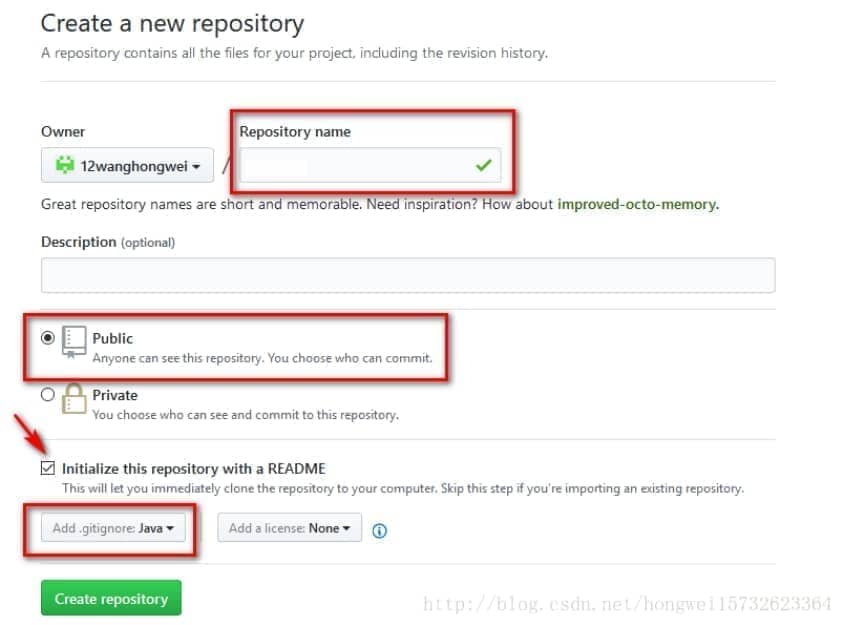 Create a new repository
A repository contains all the files for your project, including the revision history.
Owner
Repository name
12wanghongwei
/
Great repository names are short and memorable. Need inspiration? How about improved-octo-memory.
Description (optional)
Public
Anyone can see this repository. You choose who can commit.
Private
You choose who can see and commit to this repository.
Initialize this repository with a README
This will let you immediately clone the repository to your computer. Skip this step if you're importing an existing repository.
Add .gitignore: Java
Add a license: None
Create repository
http://blog.csdn.net/hongwei15732623364